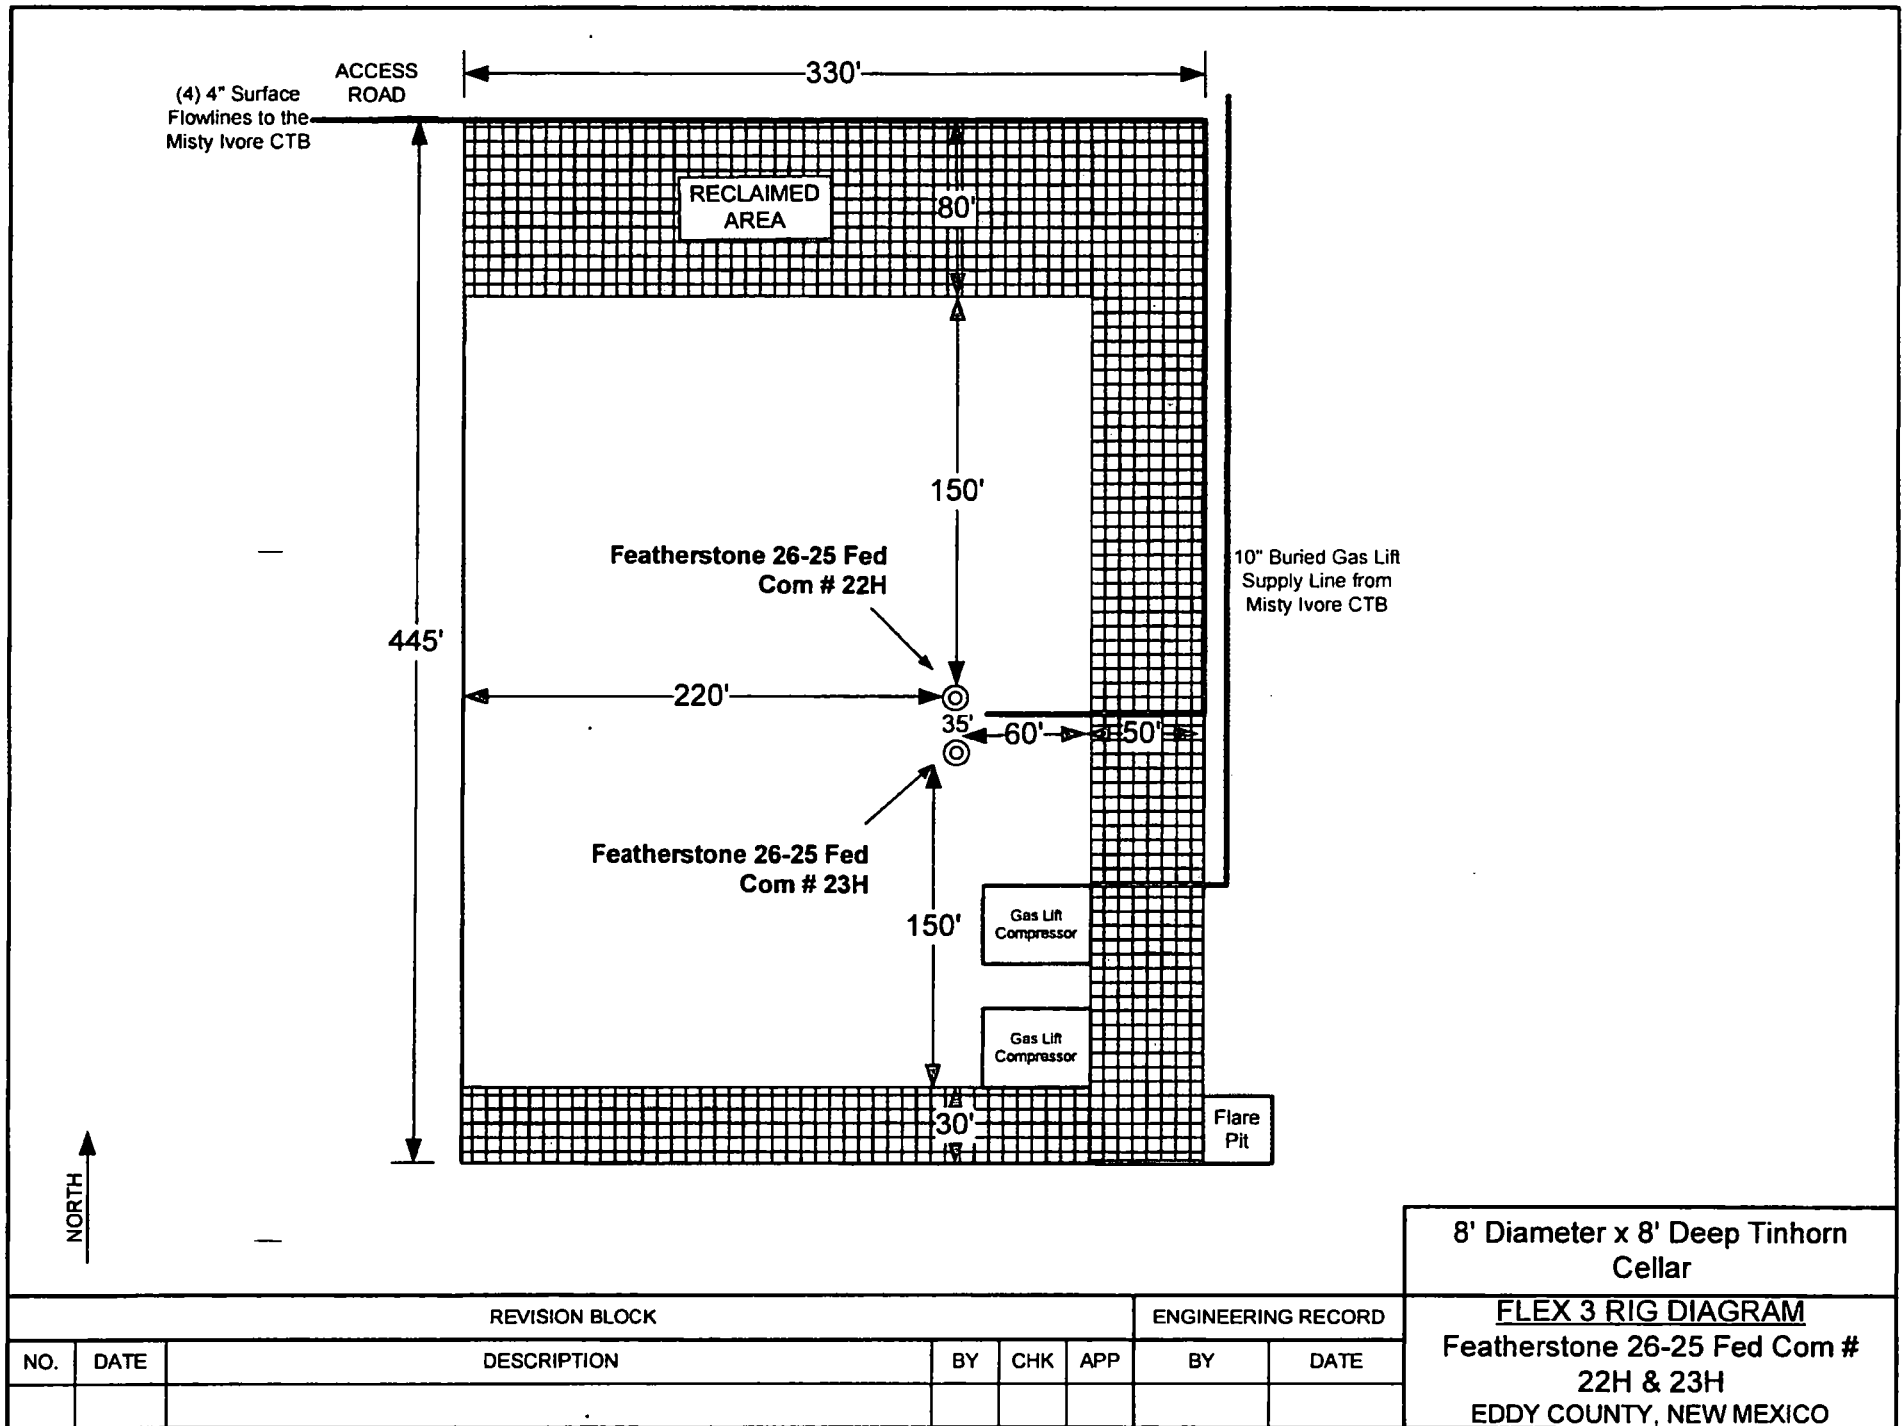 330'
ACCESS
ROAD
(4) 4" Surface
Flowlines to the
Misty Ivore CTB
RECLAIMED
AREA
80'
150'
Featherstone 26-25 Fed
Com # 22H
10" Buried Gas Lift
Supply Line from
Misty Ivore CTB
445'
220'
35'
60'
50'
Featherstone 26-25 Fed
Com # 23H
150'
Gas Lift
Compressor
Gas Lift
Compressor
30'
Flare
Pit
NORTH
8' Diameter x 8' Deep Tinhorn
Cellar
REVISION BLOCK
ENGINEERING RECORD
FLEX 3 RIG DIAGRAM
Featherstone 26-25 Fed Com #
22H & 23H
EDDY COUNTY, NEW MEXICO
NO.
DATE
DESCRIPTION
BY
CHK
APP
BY
DATE